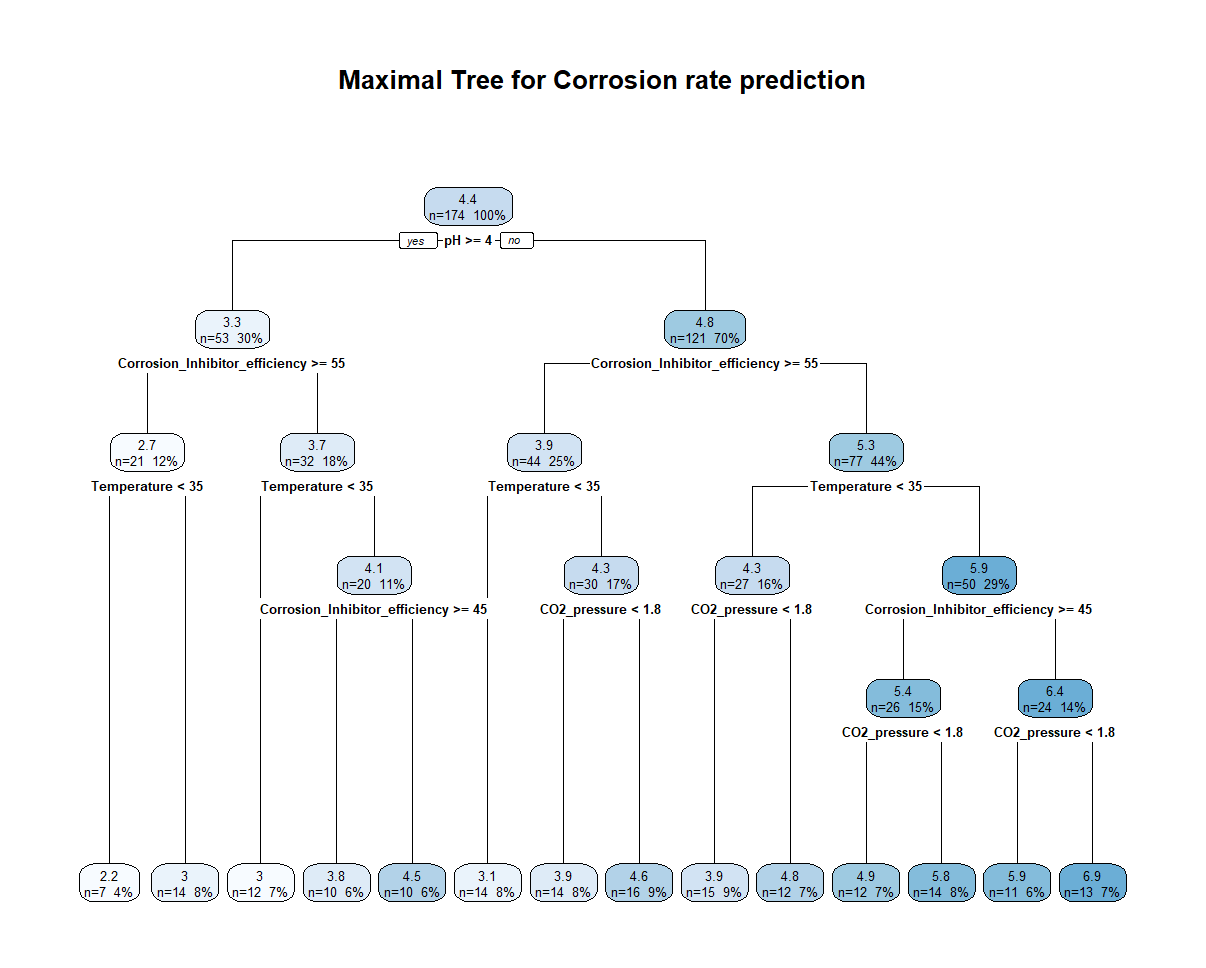 Maximal Tree for Corrosion rate prediction
4.4
n=174 100%
yes pH >= 4 no
3.3
n=53 30%
4.8
n=121 70%
Corrosion_Inhibitor_efficiency >= 55
Corrosion_Inhibitor_efficiency >= 55
2.7
n=21 12%
3.7
n=32 18%
3.9
n=44 25%
5.3
n=77 44%
Temperature < 35
Temperature < 35
Temperature < 35
Temperature < 35
4.1
n=20 11%
4.3
n=30 17%
4.3
n=27 16%
5.9
n=50 29%
Corrosion_Inhibitor_efficiency >= 45
CO2_pressure < 1.8
CO2_pressure < 1.8
Corrosion_Inhibitor_efficiency >= 45
5.4
n=26 15%
6.4
n=24 14%
CO2_pressure < 1.8
CO2_pressure < 1.8
2.2
n=7 4%
3
n=14 8%
3
n=12 7%
3.8
n=10 6%
4.5
n=10 6%
3.1
n=14 8%
3.9
n=14 8%
4.6
n=16 9%
3.9
n=15 9%
4.8
n=12 7%
4.9
n=12 7%
5.8
n=14 8%
5.9
n=11 6%
6.9
n=13 7%